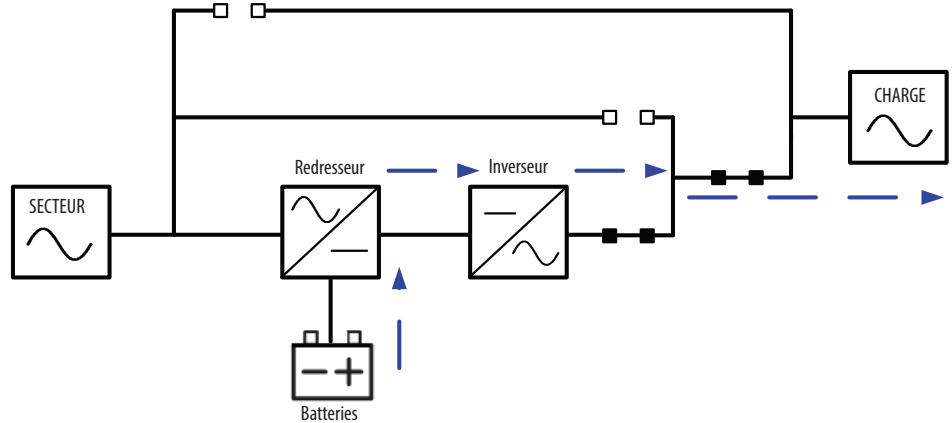 CHARGE
Redresseur
Inverseur
SECTEUR
Batteries